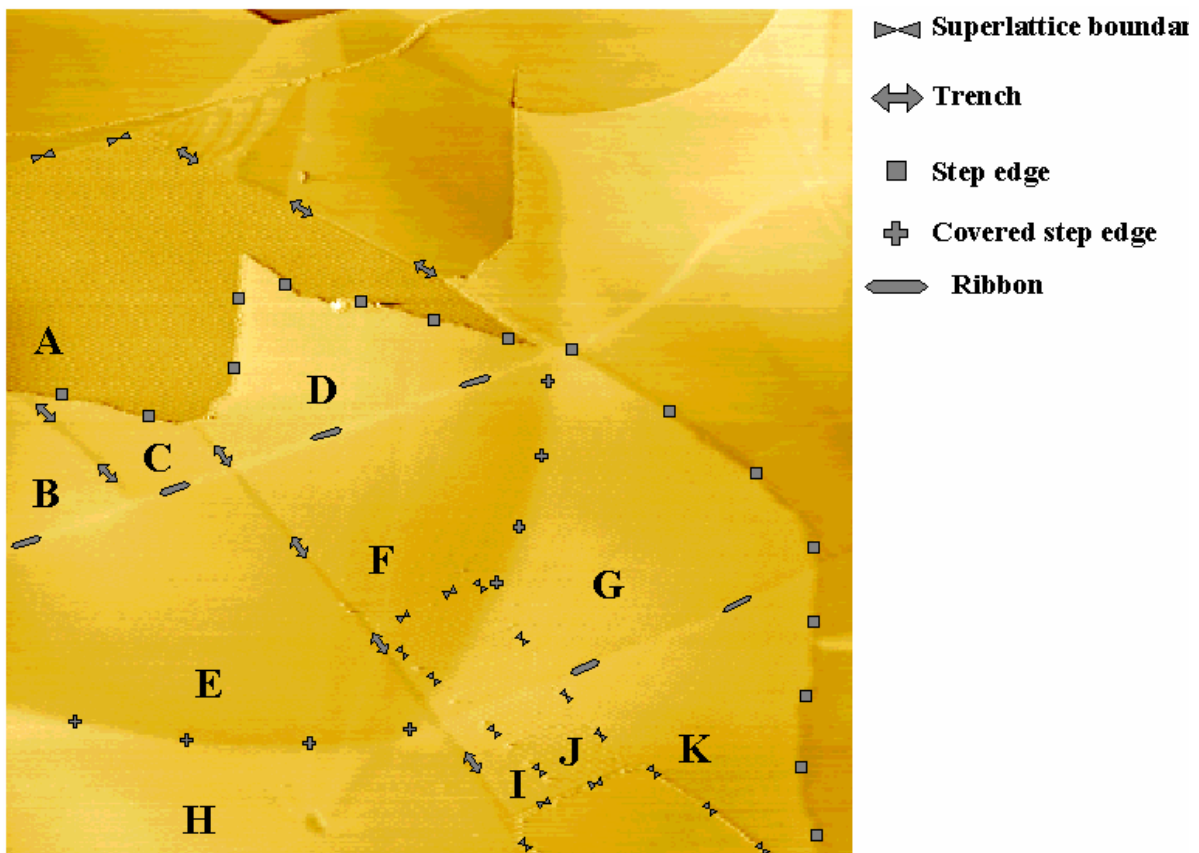 Superlattice boundar
Trench
Step edge
Covered step edge
Ribbon
A
D
C
B
F
G
E
J
K
I
H